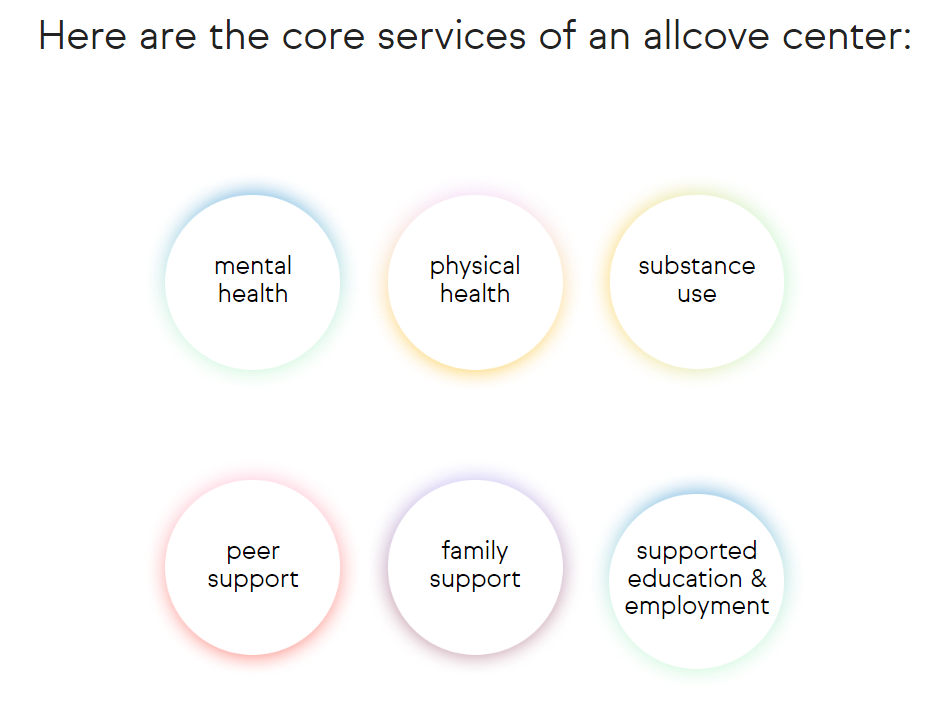 Here are the core services of an allcove center:
mental
health
physical
health
substance
use
peer
support
family
support
supported
education &
employment